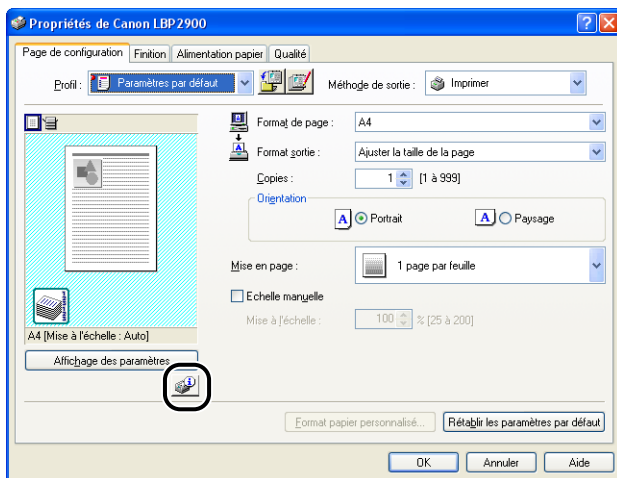 Propriétés de Canon LBP2900
Page de configuration Finition Alimentation papier Qualité
Profil : Paramètres par défaut Méthode de sortie : Imprimer
Format de page : A4
Format sortie : Ajuster la taille de la page
Copies : 1 [1 à 999]
Orientation
A Portrait A Paysage
Mise en page : 1 page par feuille
Echelle manuelle
Mise à l'échelle : 100 % [25 à 200]
A4 [Mise à l'échelle : Auto]
Affichage des paramètres
Format papier personnalisé... Rétablir les paramètres par défaut
OK Annuler Aide